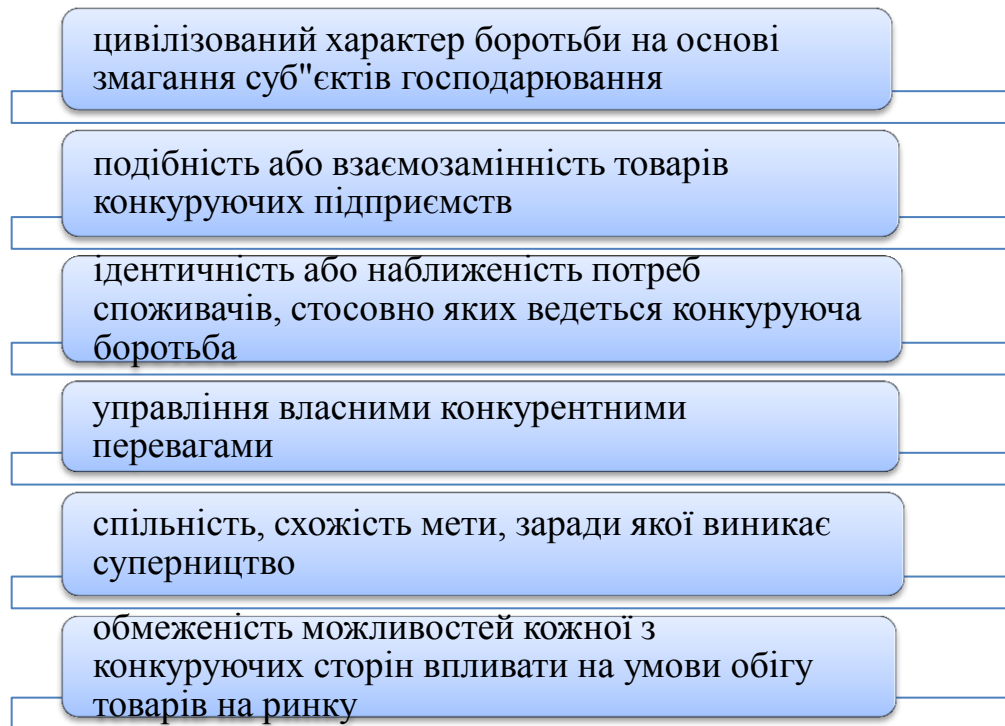 цивілізований характер боротьби на основі
змагання суб"єктів господарювання
подібність або взаємозамінність товарів
конкуруючих підприємств
ідентичність або наближеність потреб
споживачів, стосовно яких ведеться конкуруюча
боротьба
управління власними конкурентними
перевагами
спільність, схожість мети, заради якої виникає
суперництво
обмеженість можливостей кожної з
конкуруючих сторін впливати на умови обігу
товарів на ринку